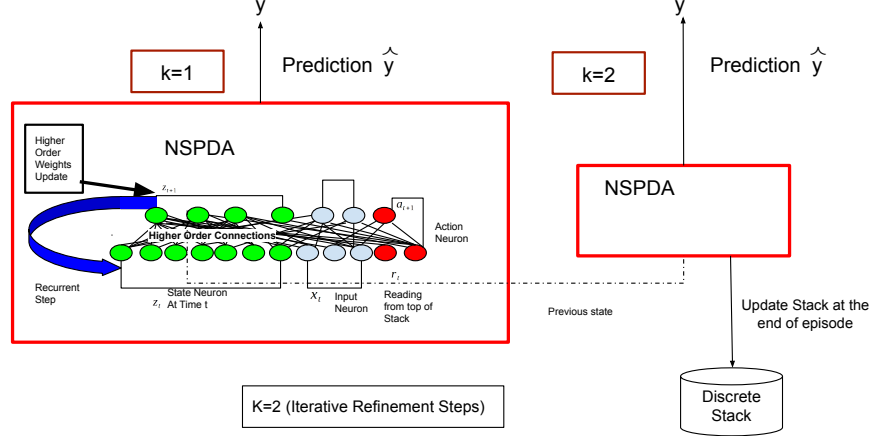 y
y
k=1
Prediction ŷ
k=2
Prediction ŷ
Higher
Order
Weights
Update
NSPDA
z_{t+1}
a_{t+1}
Action
Neuron
Higher Order Connections
NSPDA
Recurrent
Step
z_t
State Neuron
At Time t
x_t
Input
Neuron
r_t
Reading
from top of
Stack
Previous state
Update Stack at the
end of episode
K=2 (Iterative Refinement Steps)
Discrete
Stack